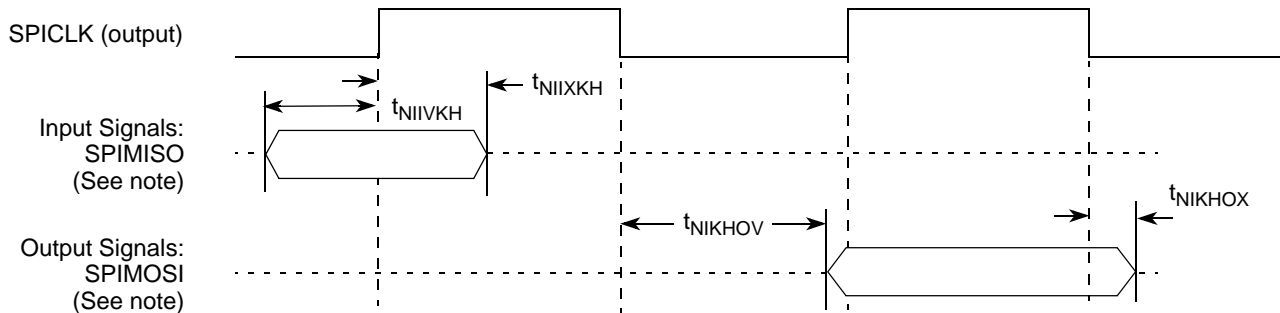 SPICLK (output)
tNIIXKH
tNIIVKH
Input Signals:
SPIMISO
(See note)
tNIKHOX
tNIKHOV
Output Signals:
SPIMOSI
(See note)